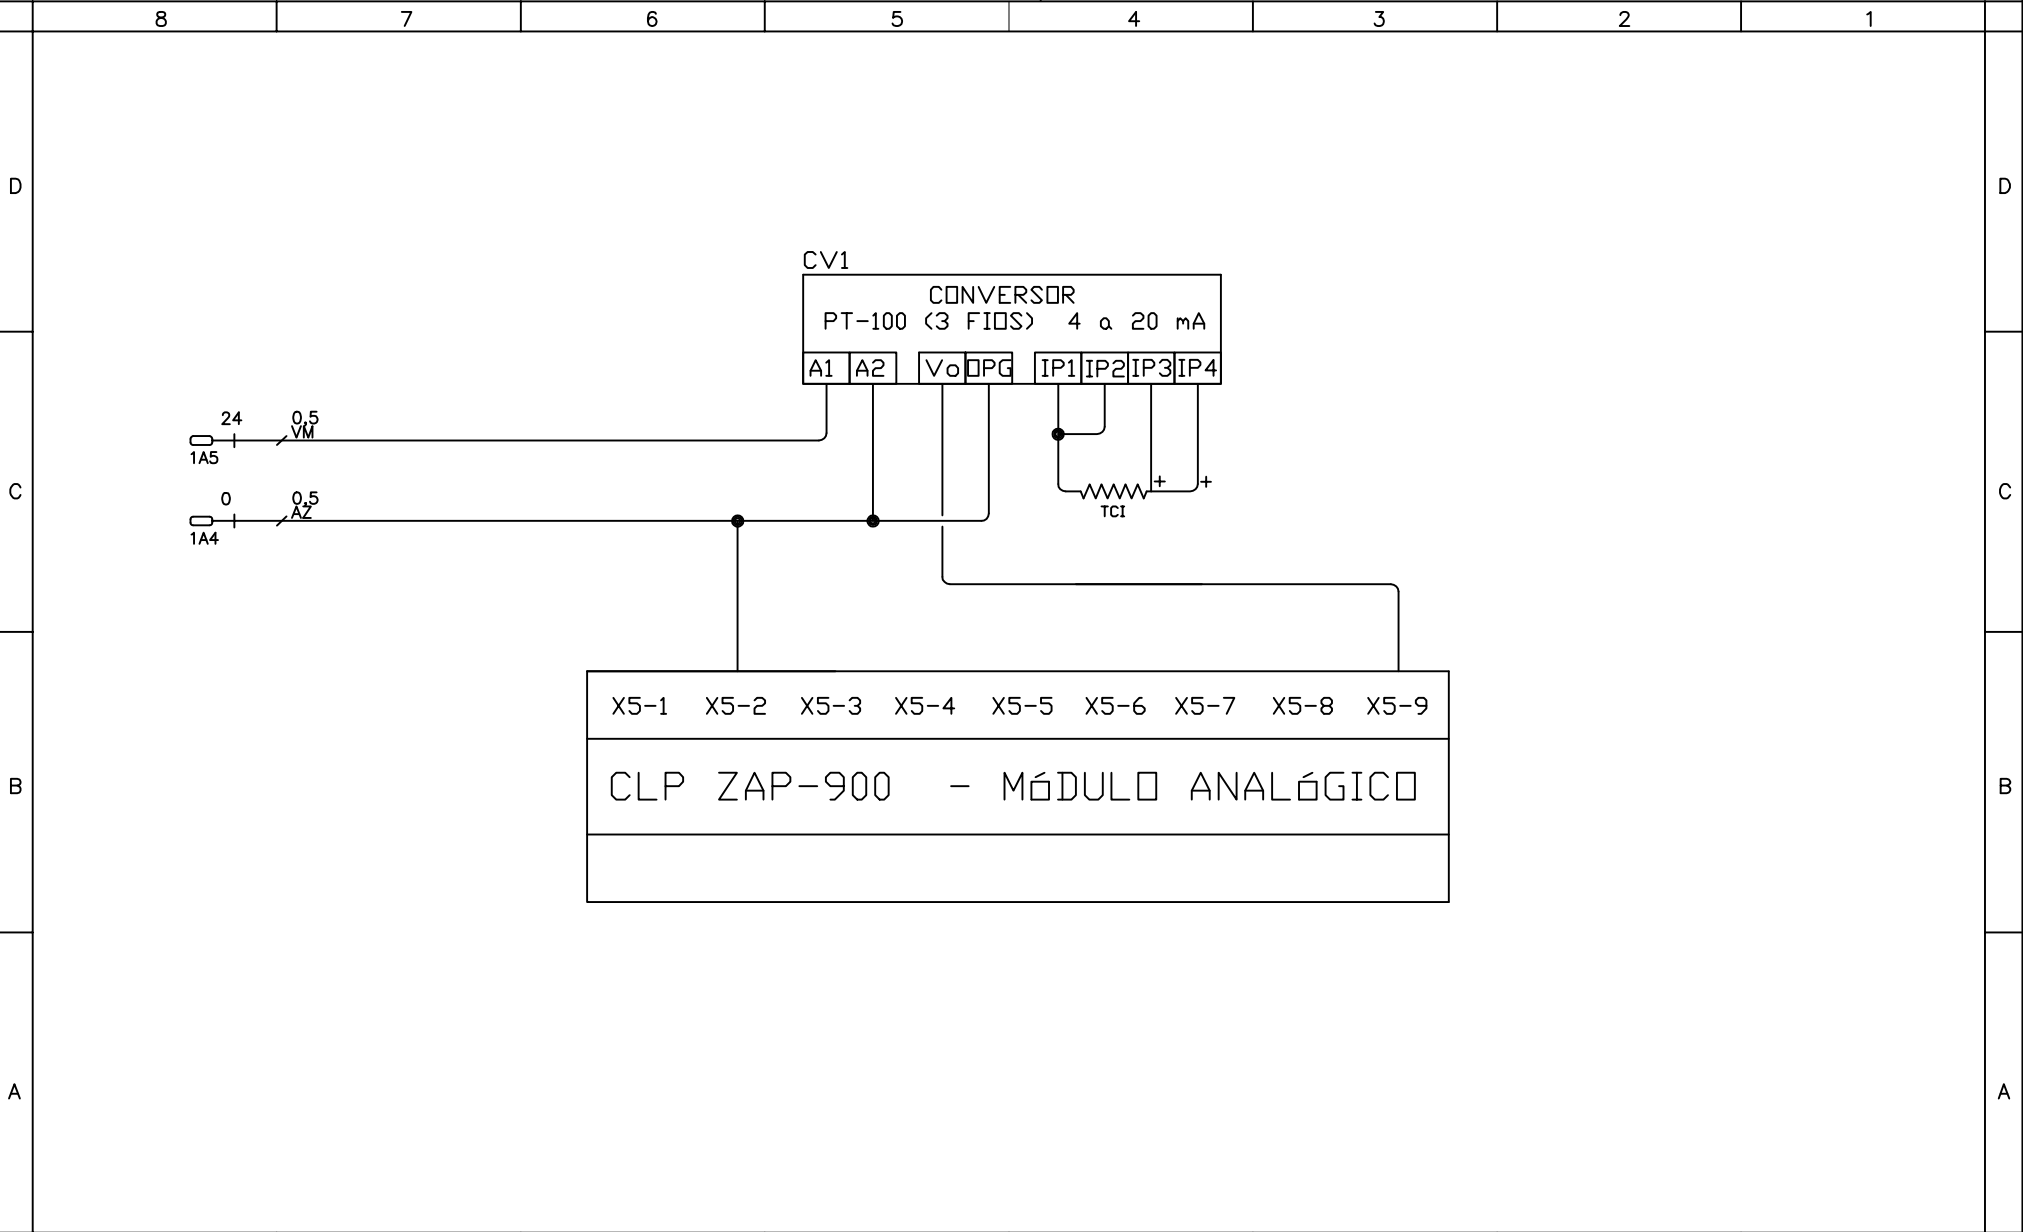 8 7 6 5 4 3 2 1
D D
CV1
CONVERSOR
PT-100 (3 FIOS) 4 a 20 mA
A1 A2 Vo OPG IP1 IP2 IP3 IP4
24 0,5
VM
1A5
C C
+ +
0 0,5
AZ
TCI
1A4
X5-1 X5-2 X5-3 X5-4 X5-5 X5-6 X5-7 X5-8 X5-9
B CLP ZAP-900 - MóDULO ANALóGICO B
A A